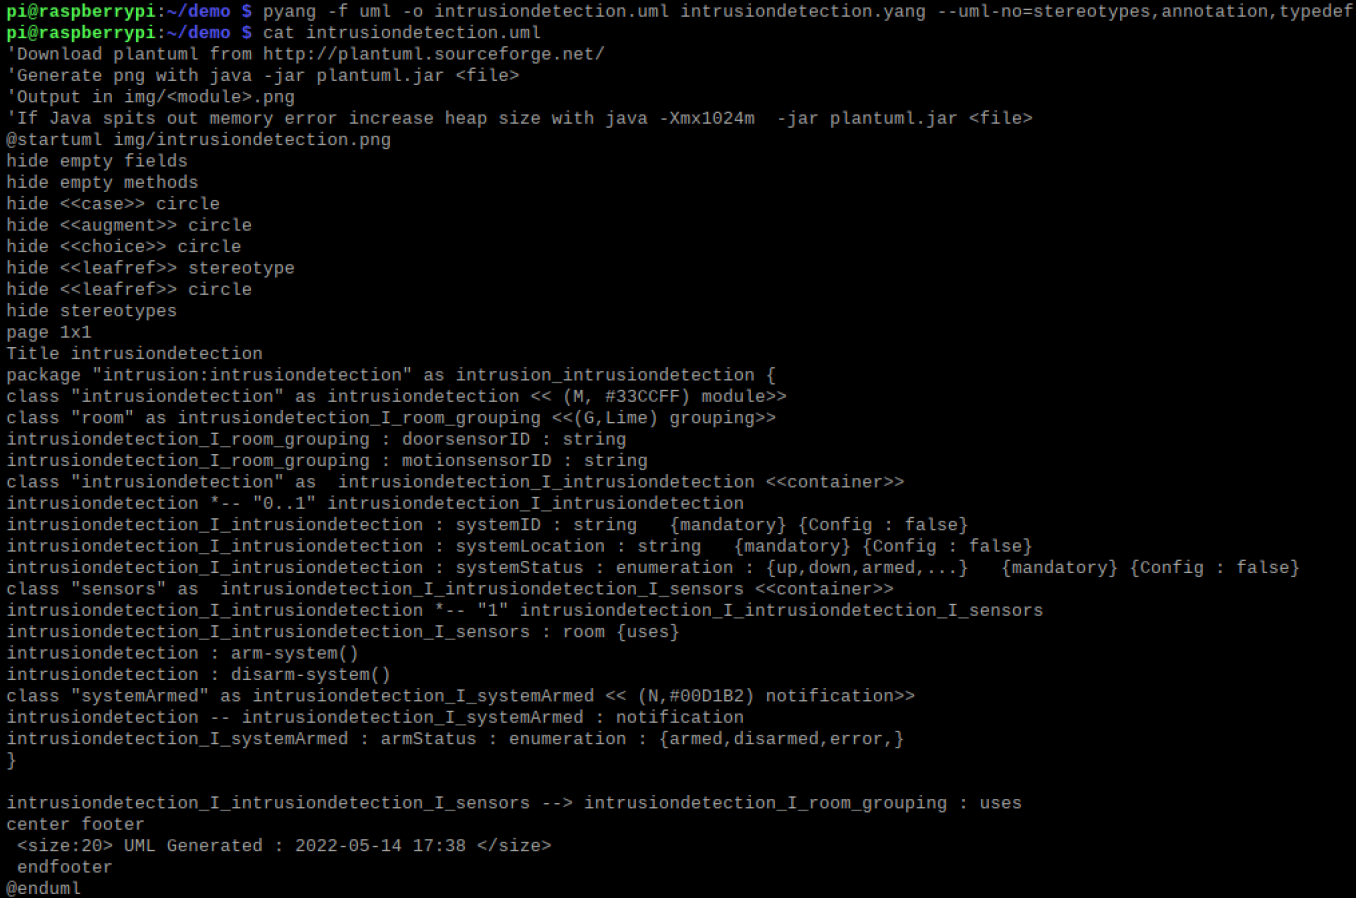 pi@raspberrypi:~/demo $ pyang -f uml -o intrusiondetection.uml intrusiondetection.yang --uml-no=stereotypes,annotation,typedef
pi@raspberrypi:~/demo $ cat intrusiondetection.uml
'Download plantuml from http://plantuml.sourceforge.net/
'Generate png with java -jar plantuml.jar <file>
'Output in img/<module>.png
'If Java spits out memory error increase heap size with java -Xmx1024m  -jar plantuml.jar <file>
@startuml img/intrusiondetection.png
hide empty fields
hide empty methods
hide <<case>> circle
hide <<augment>> circle
hide <<choice>> circle
hide <<leafref>> stereotype
hide <<leafref>> circle
hide stereotypes
page 1x1
Title intrusiondetection
package "intrusion:intrusiondetection" as intrusion_intrusiondetection {
class "intrusiondetection" as intrusiondetection << (M, #33CCFF) module>>
class "room" as intrusiondetection_I_room_grouping <<(G,Lime) grouping>>
intrusiondetection_I_room_grouping : doorsensorID : string
intrusiondetection_I_room_grouping : motionsensorID : string
class "intrusiondetection" as  intrusiondetection_I_intrusiondetection <<container>>
intrusiondetection *-- "0..1" intrusiondetection_I_intrusiondetection
intrusiondetection_I_intrusiondetection : systemID : string   {mandatory} {Config : false}
intrusiondetection_I_intrusiondetection : systemLocation : string   {mandatory} {Config : false}
intrusiondetection_I_intrusiondetection : systemStatus : enumeration : {up,down,armed,...}   {mandatory} {Config : false}
class "sensors" as  intrusiondetection_I_intrusiondetection_I_sensors <<container>>
intrusiondetection_I_intrusiondetection *-- "1" intrusiondetection_I_intrusiondetection_I_sensors
intrusiondetection_I_intrusiondetection_I_sensors : room {uses}
intrusiondetection : arm-system()
intrusiondetection : disarm-system()
class "systemArmed" as intrusiondetection_I_systemArmed << (N,#00D1B2) notification>>
intrusiondetection -- intrusiondetection_I_systemArmed : notification
intrusiondetection_I_systemArmed : armStatus : enumeration : {armed,disarmed,error,}
}
intrusiondetection_I_intrusiondetection_I_sensors --> intrusiondetection_I_room_grouping : uses
center footer
 <size:20> UML Generated : 2022-05-14 17:38 </size>
 endfooter
@enduml